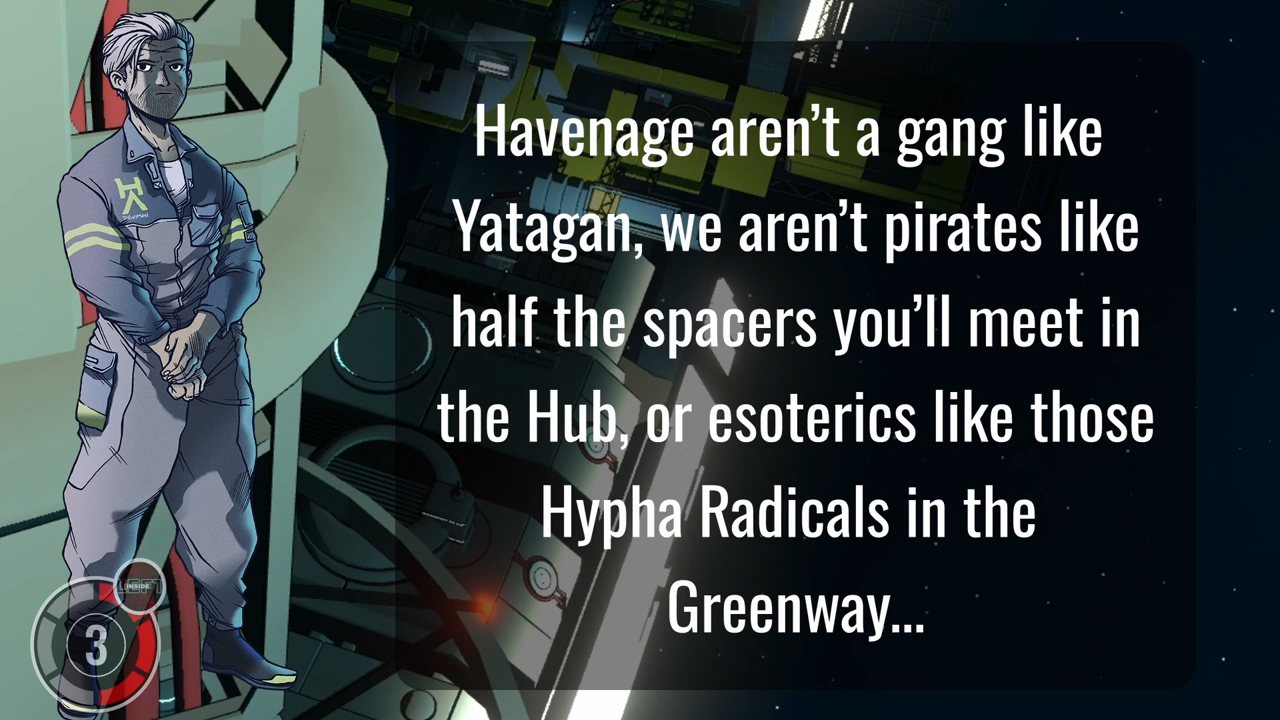 Havenage aren’t a gang like
Yatagan, we aren’t pirates like
half the spacers you’ll meet in
the Hub, or esoterics like those
Hypha Radicals in the
Greenway...
INSIDE
3